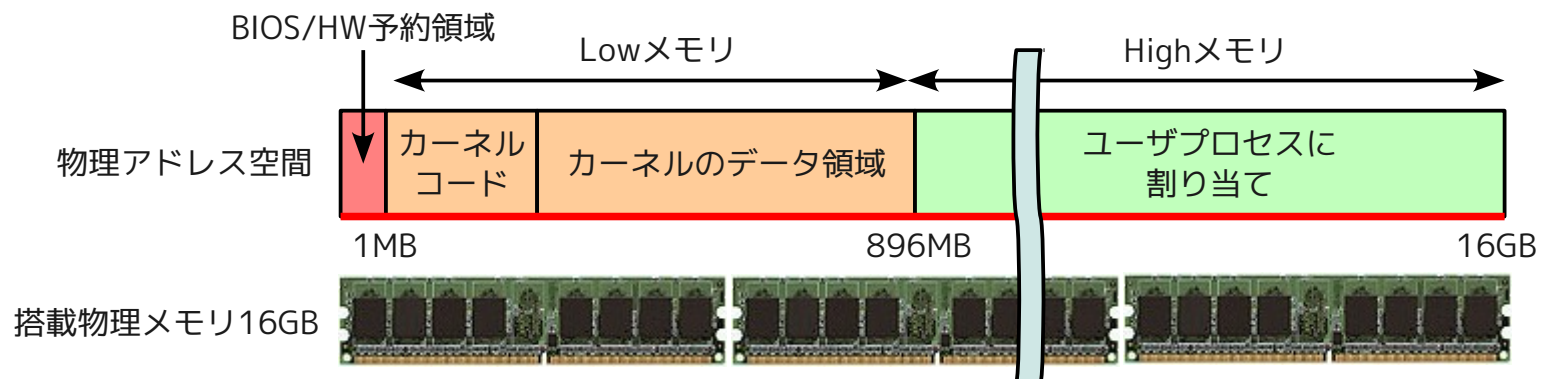 BIOS/HW予約領域
Lowメモリ
Highメモリ
物理アドレス空間
カーネル
コード
カーネルのデータ領域
ユーザプロセスに
割り当て
1MB
896MB
16GB
搭載物理メモリ16GB